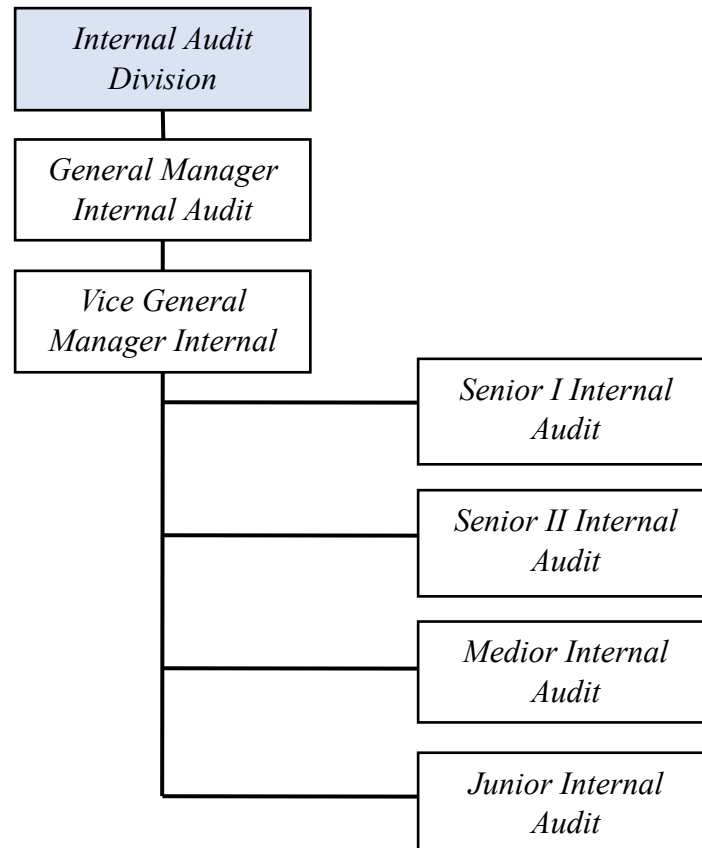 Internal Audit
Division
General Manager
Internal Audit
Vice General
Manager Internal
Senior I Internal
Audit
Senior II Internal
Audit
Medior Internal
Audit
Junior Internal
Audit